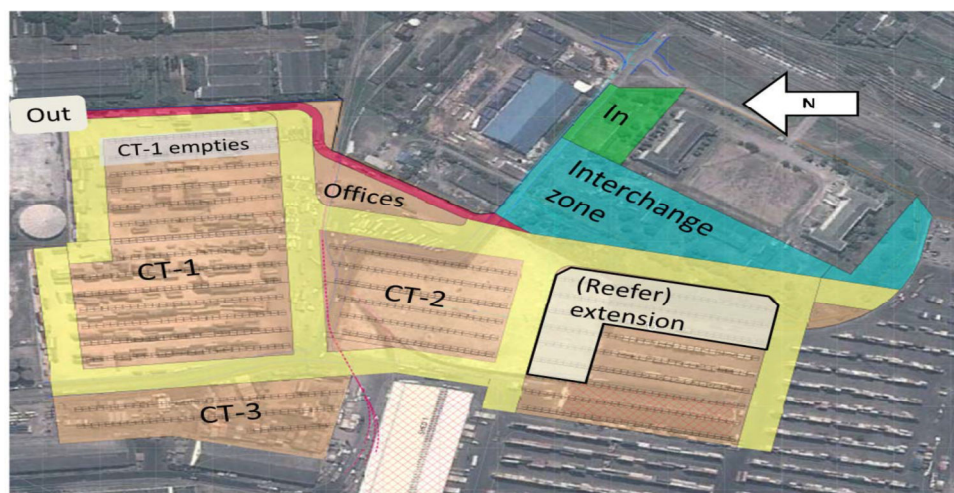 N
Out
In
CT-1 empties
Interchange
zone
Offices
CT-1
CT-2
(Reefer)
extension
CT-3